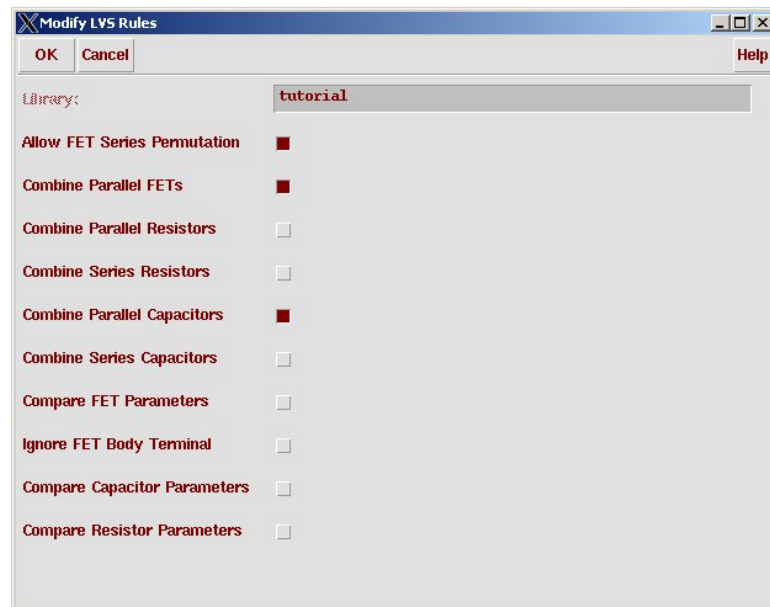 Modify LVS Rules
OK Cancel Help
Library: tutorial
Allow FET Series Permutation
Combine Parallel FETs
Combine Parallel Resistors
Combine Series Resistors
Combine Parallel Capacitors
Combine Series Capacitors
Compare FET Parameters
Ignore FET Body Terminal
Compare Capacitor Parameters
Compare Resistor Parameters